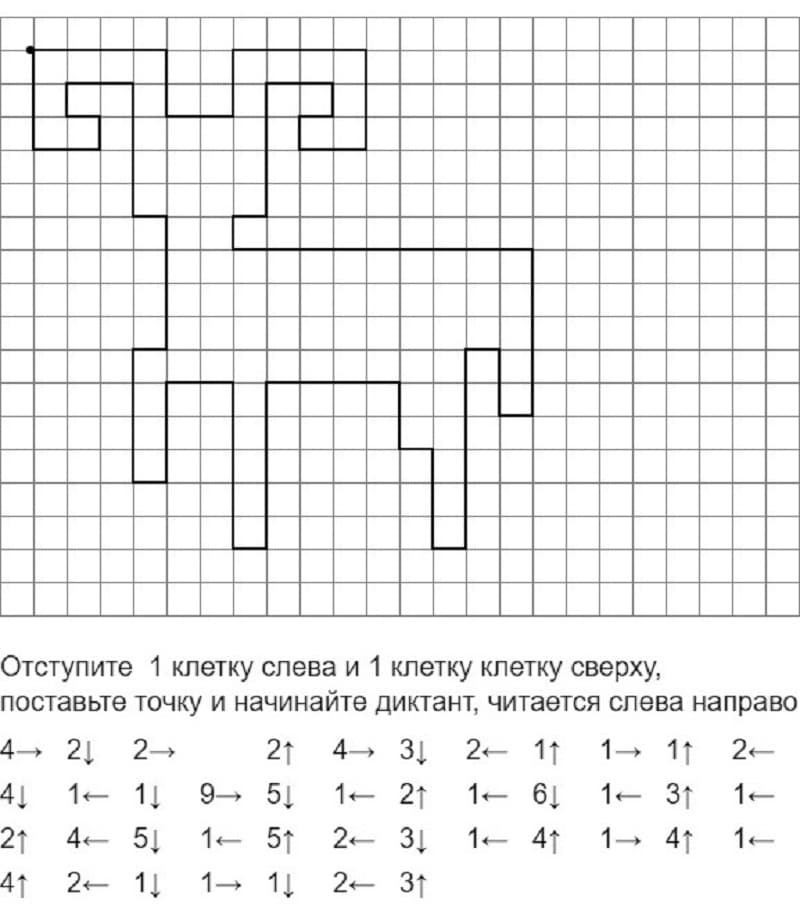 Отступите 1 клетку слева и 1 клетку клетку сверху,
поставьте точку и начинайте диктант, читается слева направо
4→ 2↓ 2→ 2↑ 4→ 3↓ 2← 1↑ 1→ 1↑ 2←
4↓ 1← 1↓ 9→ 5↓ 1← 2↑ 1← 6↓ 1← 3↑ 1←
2↑ 4← 5↓ 1← 5↑ 2← 3↓ 1← 4↑ 1→ 4↑ 1←
4↑ 2← 1↓ 1→ 1↓ 2← 3↑